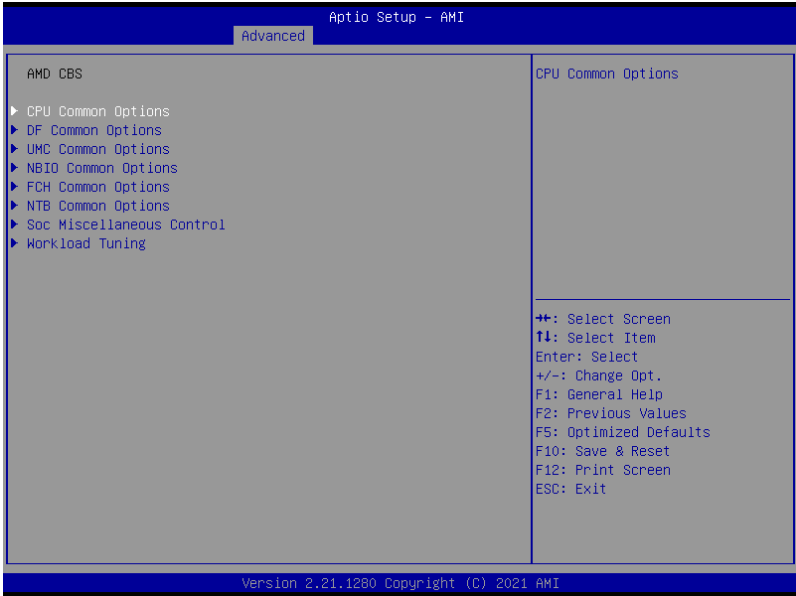 Aptio Setup – AMI
Advanced
AMD CBS
CPU Common Options
DF Common Options
UMC Common Options
NBIO Common Options
FCH Common Options
NTB Common Options
Soc Miscellaneous Control
Workload Tuning
CPU Common Options
→←: Select Screen
↑↓: Select Item
Enter: Select
+/-: Change Opt.
F1: General Help
F2: Previous Values
F5: Optimized Defaults
F10: Save & Reset
F12: Print Screen
ESC: Exit
Version 2.21.1280 Copyright (C) 2021 AMI